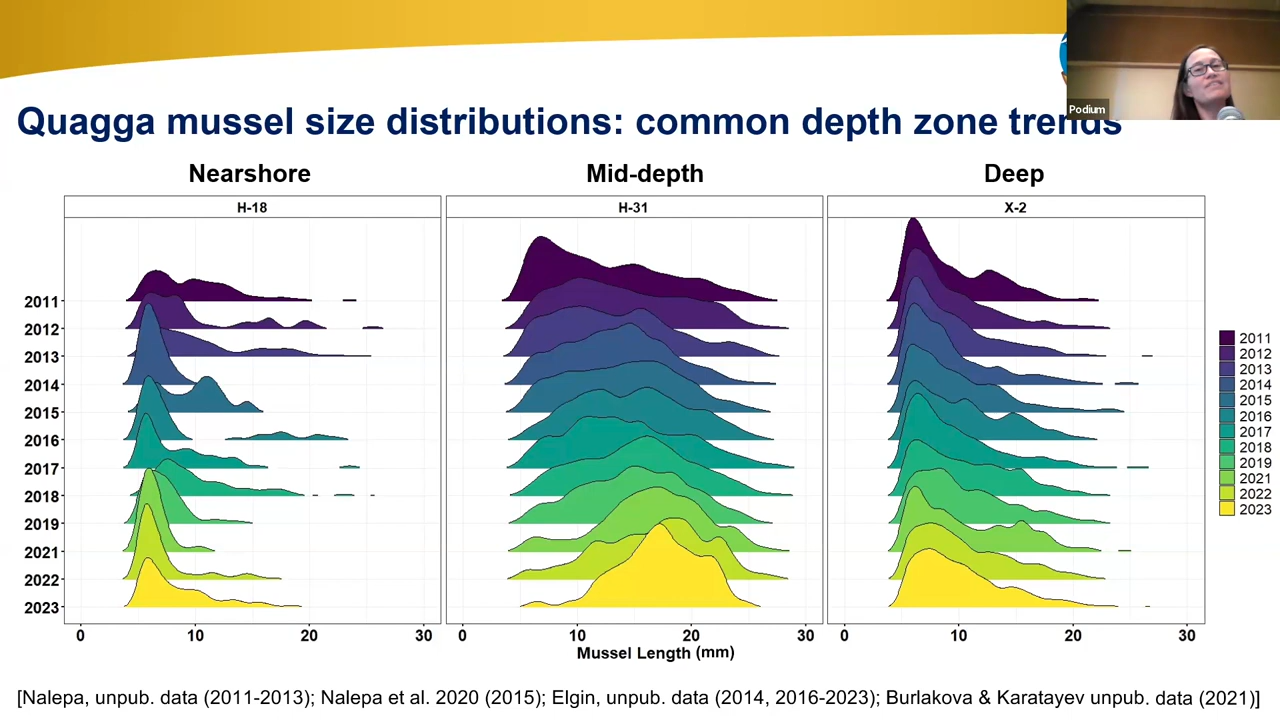 Podium
Quagga mussel size distributions: common depth zone trends
Nearshore
Mid-depth
Deep
H-18
H-31
X-2
2011
2012
2013
2014
2015
2016
2017
2018
2019
2021
2022
2023
2011
2012
2013
2014
2015
2016
2017
2018
2019
2021
2022
2023
0 10 20 30
0 10 20 30
0 10 20 30
Mussel Length (mm)
[Nalepa, unpub. data (2011-2013); Nalepa et al. 2020 (2015); Elgin, unpub. data (2014, 2016-2023); Burlakova & Karatayev unpub. data (2021)]